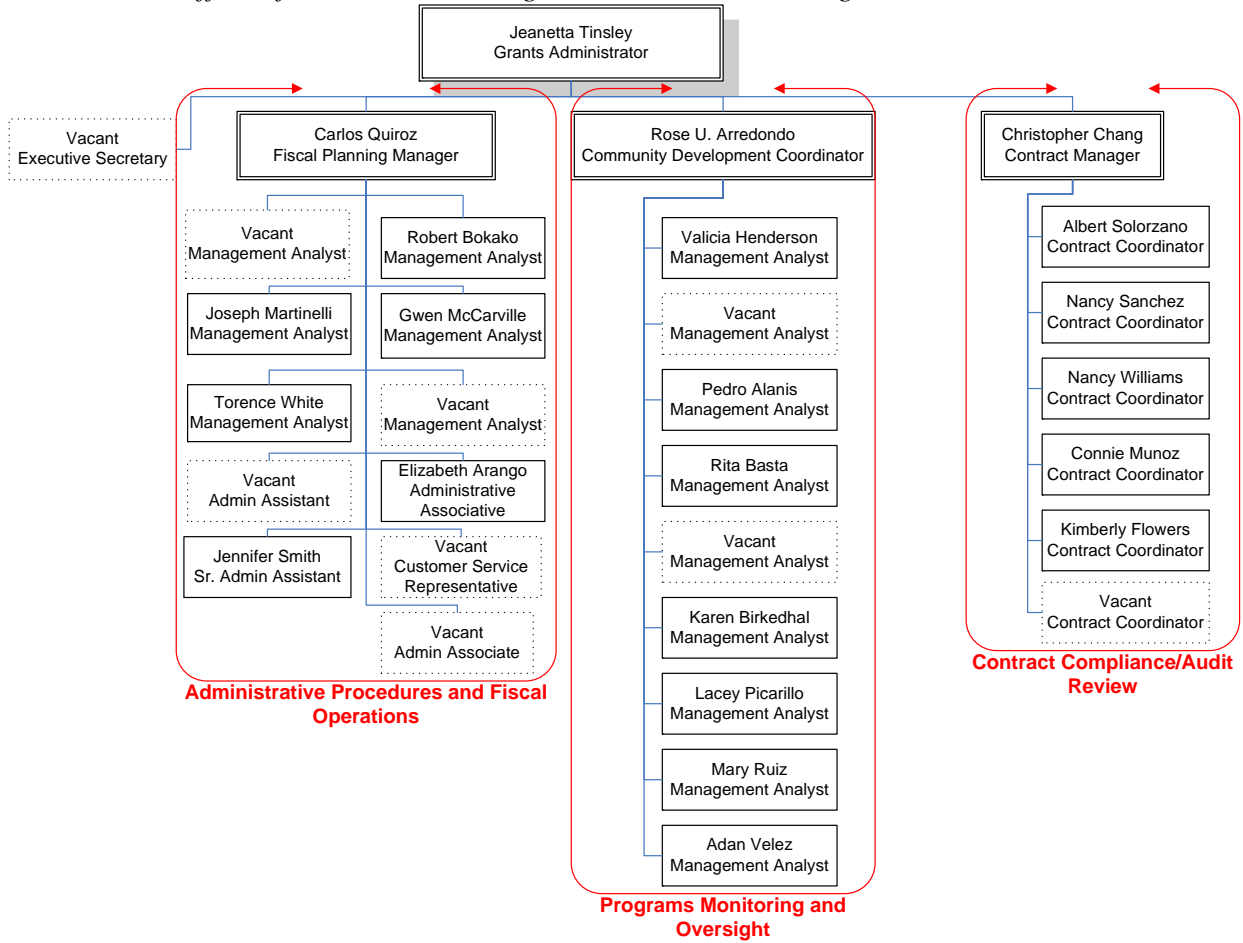 Jeanetta Tinsley
Grants Administrator
Vacant
Executive Secretary
Carlos Quiroz
Fiscal Planning Manager
Rose U. Arredondo
Community Development Coordinator
Christopher Chang
Contract Manager
Vacant
Management Analyst
Robert Bokako
Management Analyst
Joseph Martinelli
Management Analyst
Gwen McCarville
Management Analyst
Torence White
Management Analyst
Vacant
Management Analyst
Vacant
Admin Assistant
Elizabeth Arango
Administrative
Associative
Jennifer Smith
Sr. Admin Assistant
Vacant
Customer Service
Representative
Vacant
Admin Associate
Administrative Procedures and Fiscal
Operations
Valicia Henderson
Management Analyst
Vacant
Management Analyst
Pedro Alanis
Management Analyst
Rita Basta
Management Analyst
Vacant
Management Analyst
Karen Birkedhal
Management Analyst
Lacey Picarillo
Management Analyst
Mary Ruiz
Management Analyst
Adan Velez
Management Analyst
Programs Monitoring and
Oversight
Albert Solorzano
Contract Coordinator
Nancy Sanchez
Contract Coordinator
Nancy Williams
Contract Coordinator
Connie Munoz
Contract Coordinator
Kimberly Flowers
Contract Coordinator
Vacant
Contract Coordinator
Contract Compliance/Audit
Review